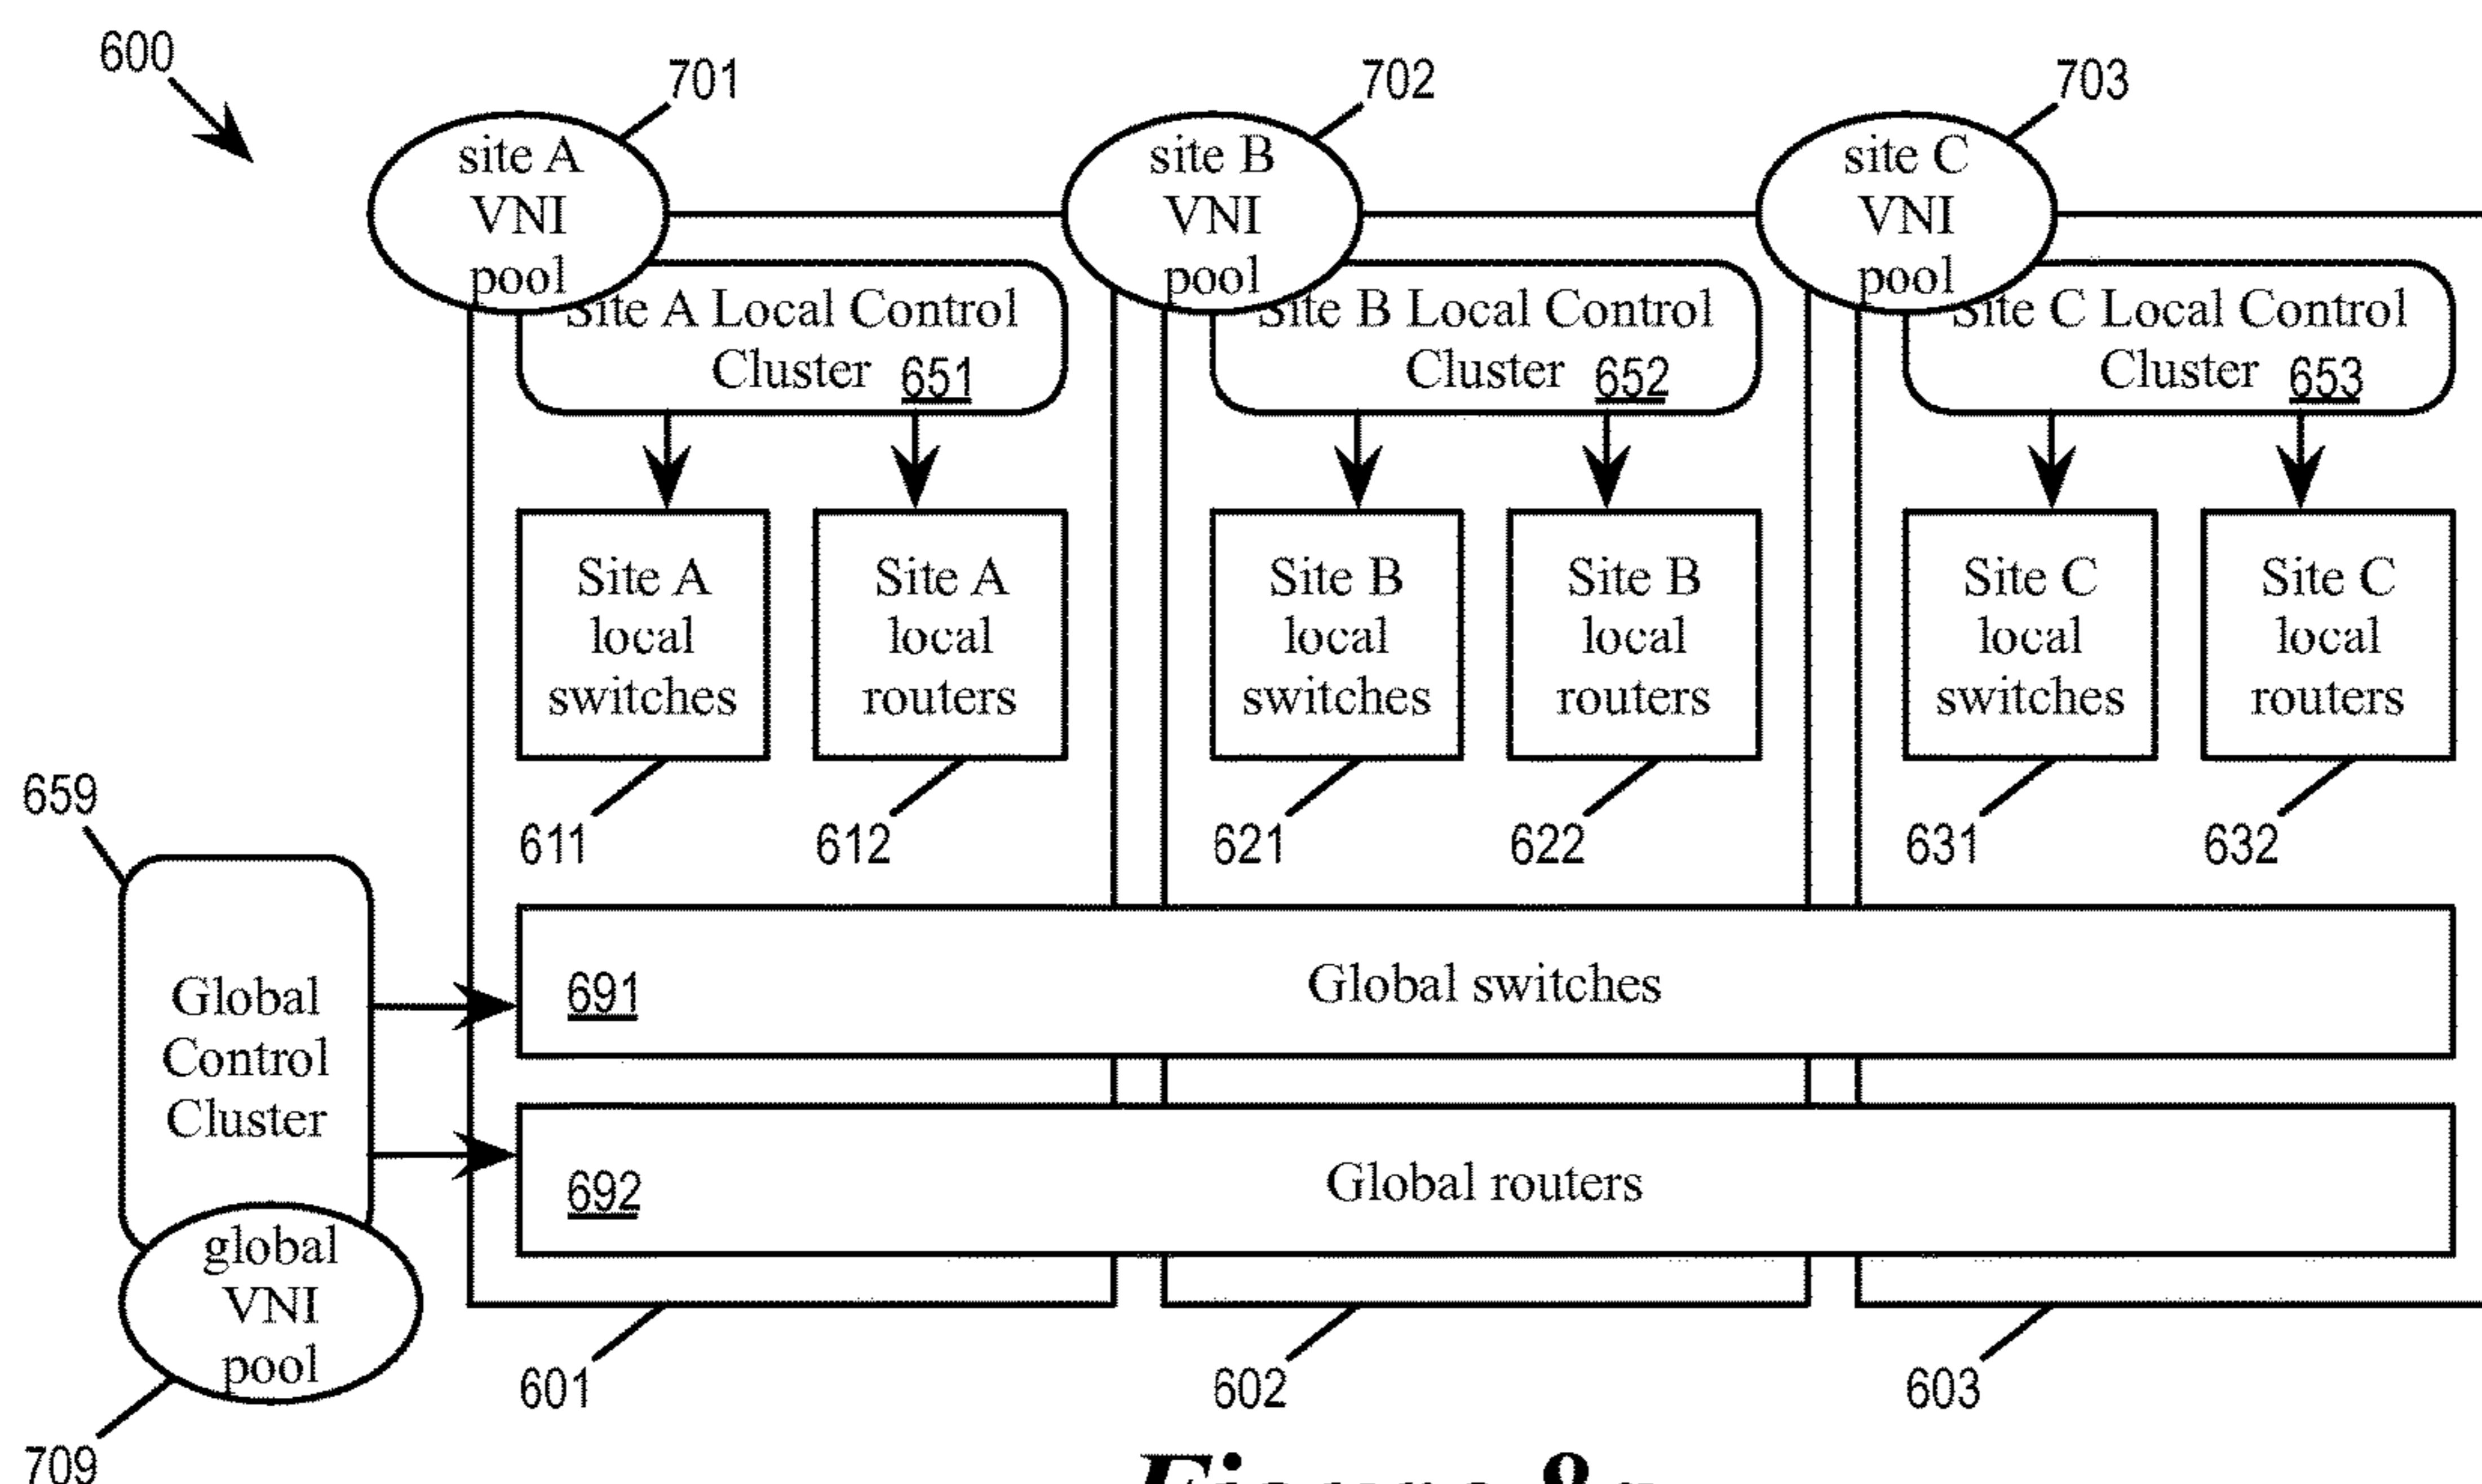 600
701
702
703
site A
VNI
pool
site B
VNI
pool
site C
VNI
pool
Site A Local Control
Cluster 651
Site B Local Control
Cluster 652
Site C Local Control
Cluster 653
Site A
local
switches
Site A
local
routers
Site B
local
switches
Site B
local
routers
Site C
local
switches
Site C
local
routers
611
612
621
622
631
632
659
Global
Control
Cluster
691
Global switches
692
Global routers
global
VNI
pool
709
601
602
603